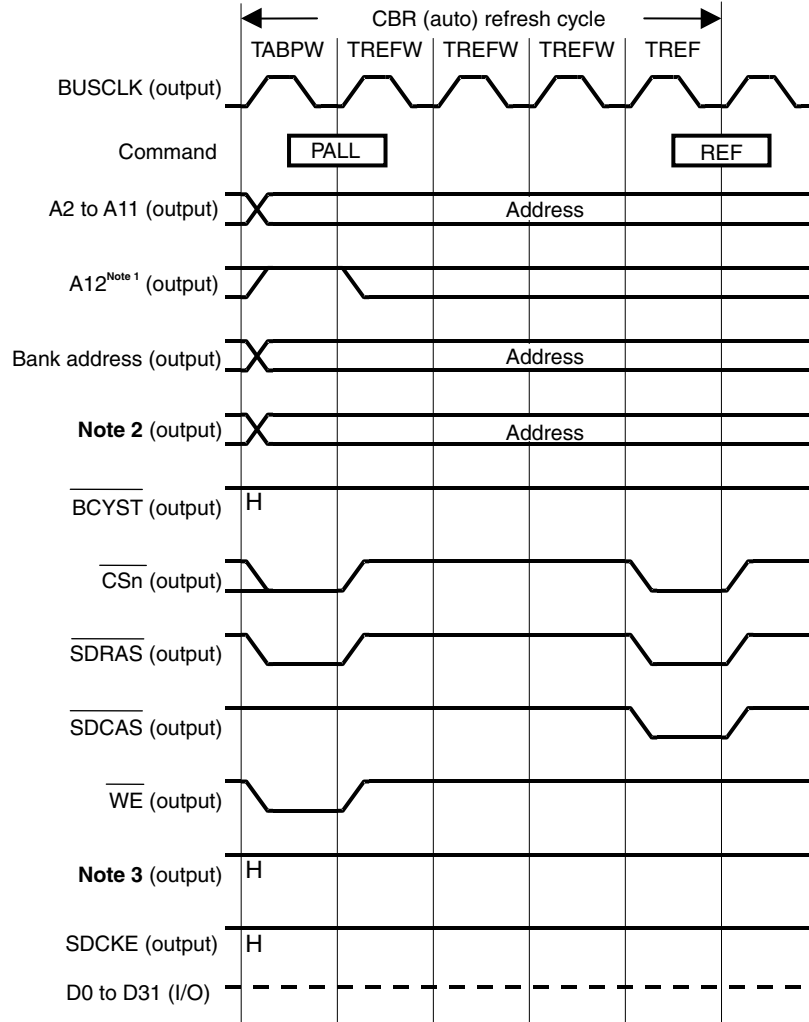 CBR (auto) refresh cycle
TABPW TREFW TREFW TREFW TREF
BUSCLK (output)
Command PALL REF
A2 to A11 (output) Address
A12Note 1 (output)
Bank address (output) Address
Note 2 (output) Address
BCYST (output) H
CSn (output)
SDRAS (output)
SDCAS (output)
WE (output)
Note 3 (output) H
SDCKE (output) H
D0 to D31 (I/O)